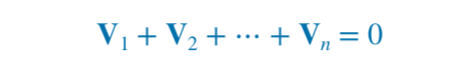 V₁ + V₂ + ⋯ + Vₙ = 0